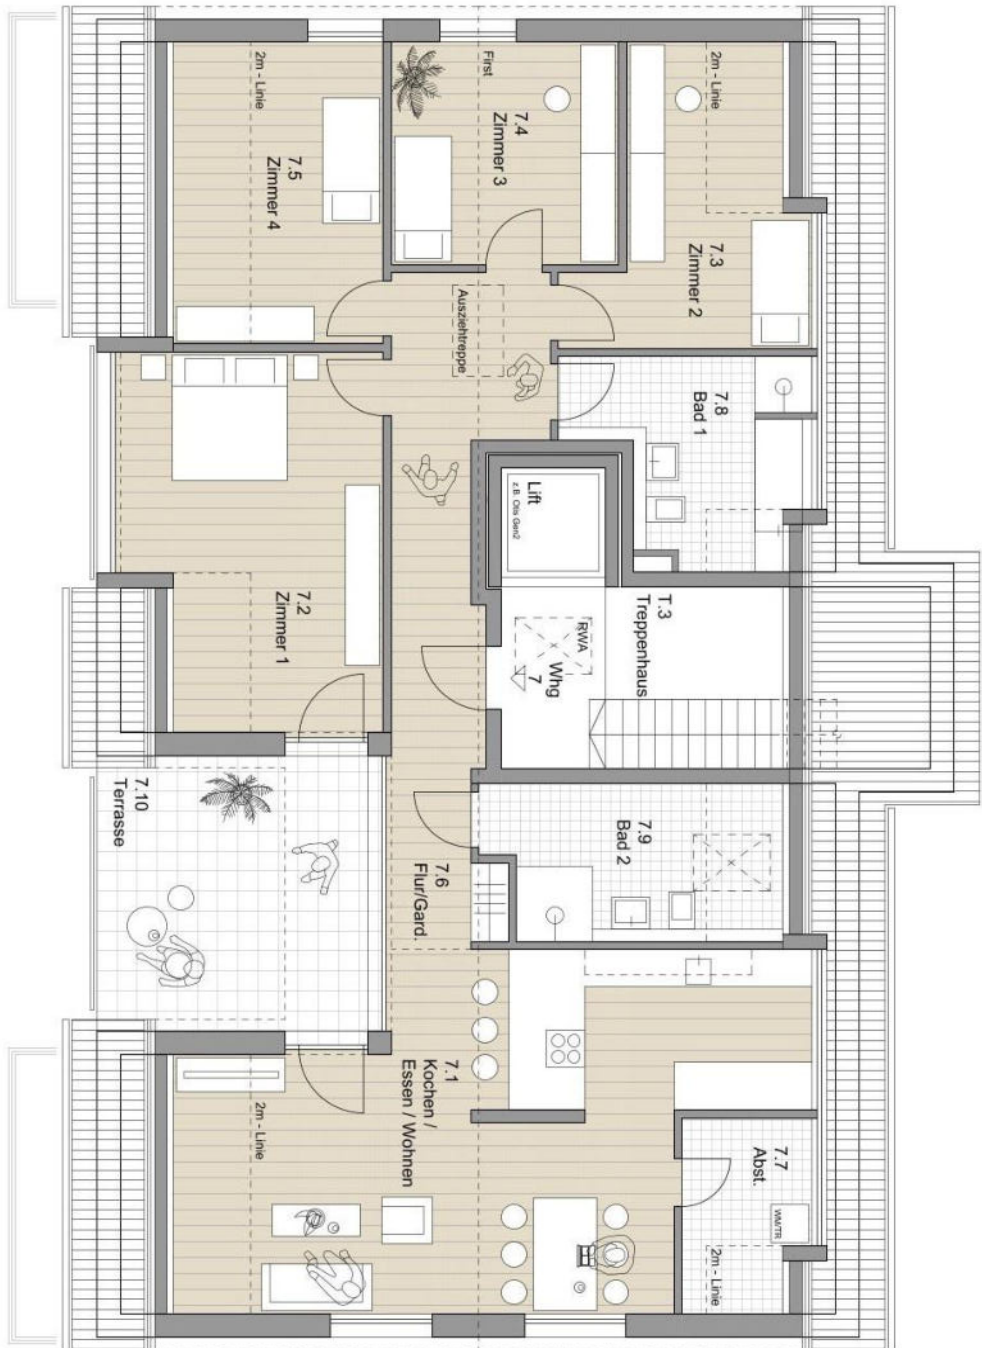 2m - Linie
First
2m - Linie
7.5
Zimmer 4
7.4
Zimmer 3
7.3
Zimmer 2
Ausziehtreppe
7.8
Bad 1
Lift
z.B. Otis Gen2
7.2
Zimmer 1
T.3
Treppenhaus
RWA
Whg
7
7.10
Terrasse
7.9
Bad 2
7.6
Flur/Gard.
7.1
Kochen /
Essen / Wohnen
2m - Linie
7.7
Abst.
WM/TR
2m - Linie